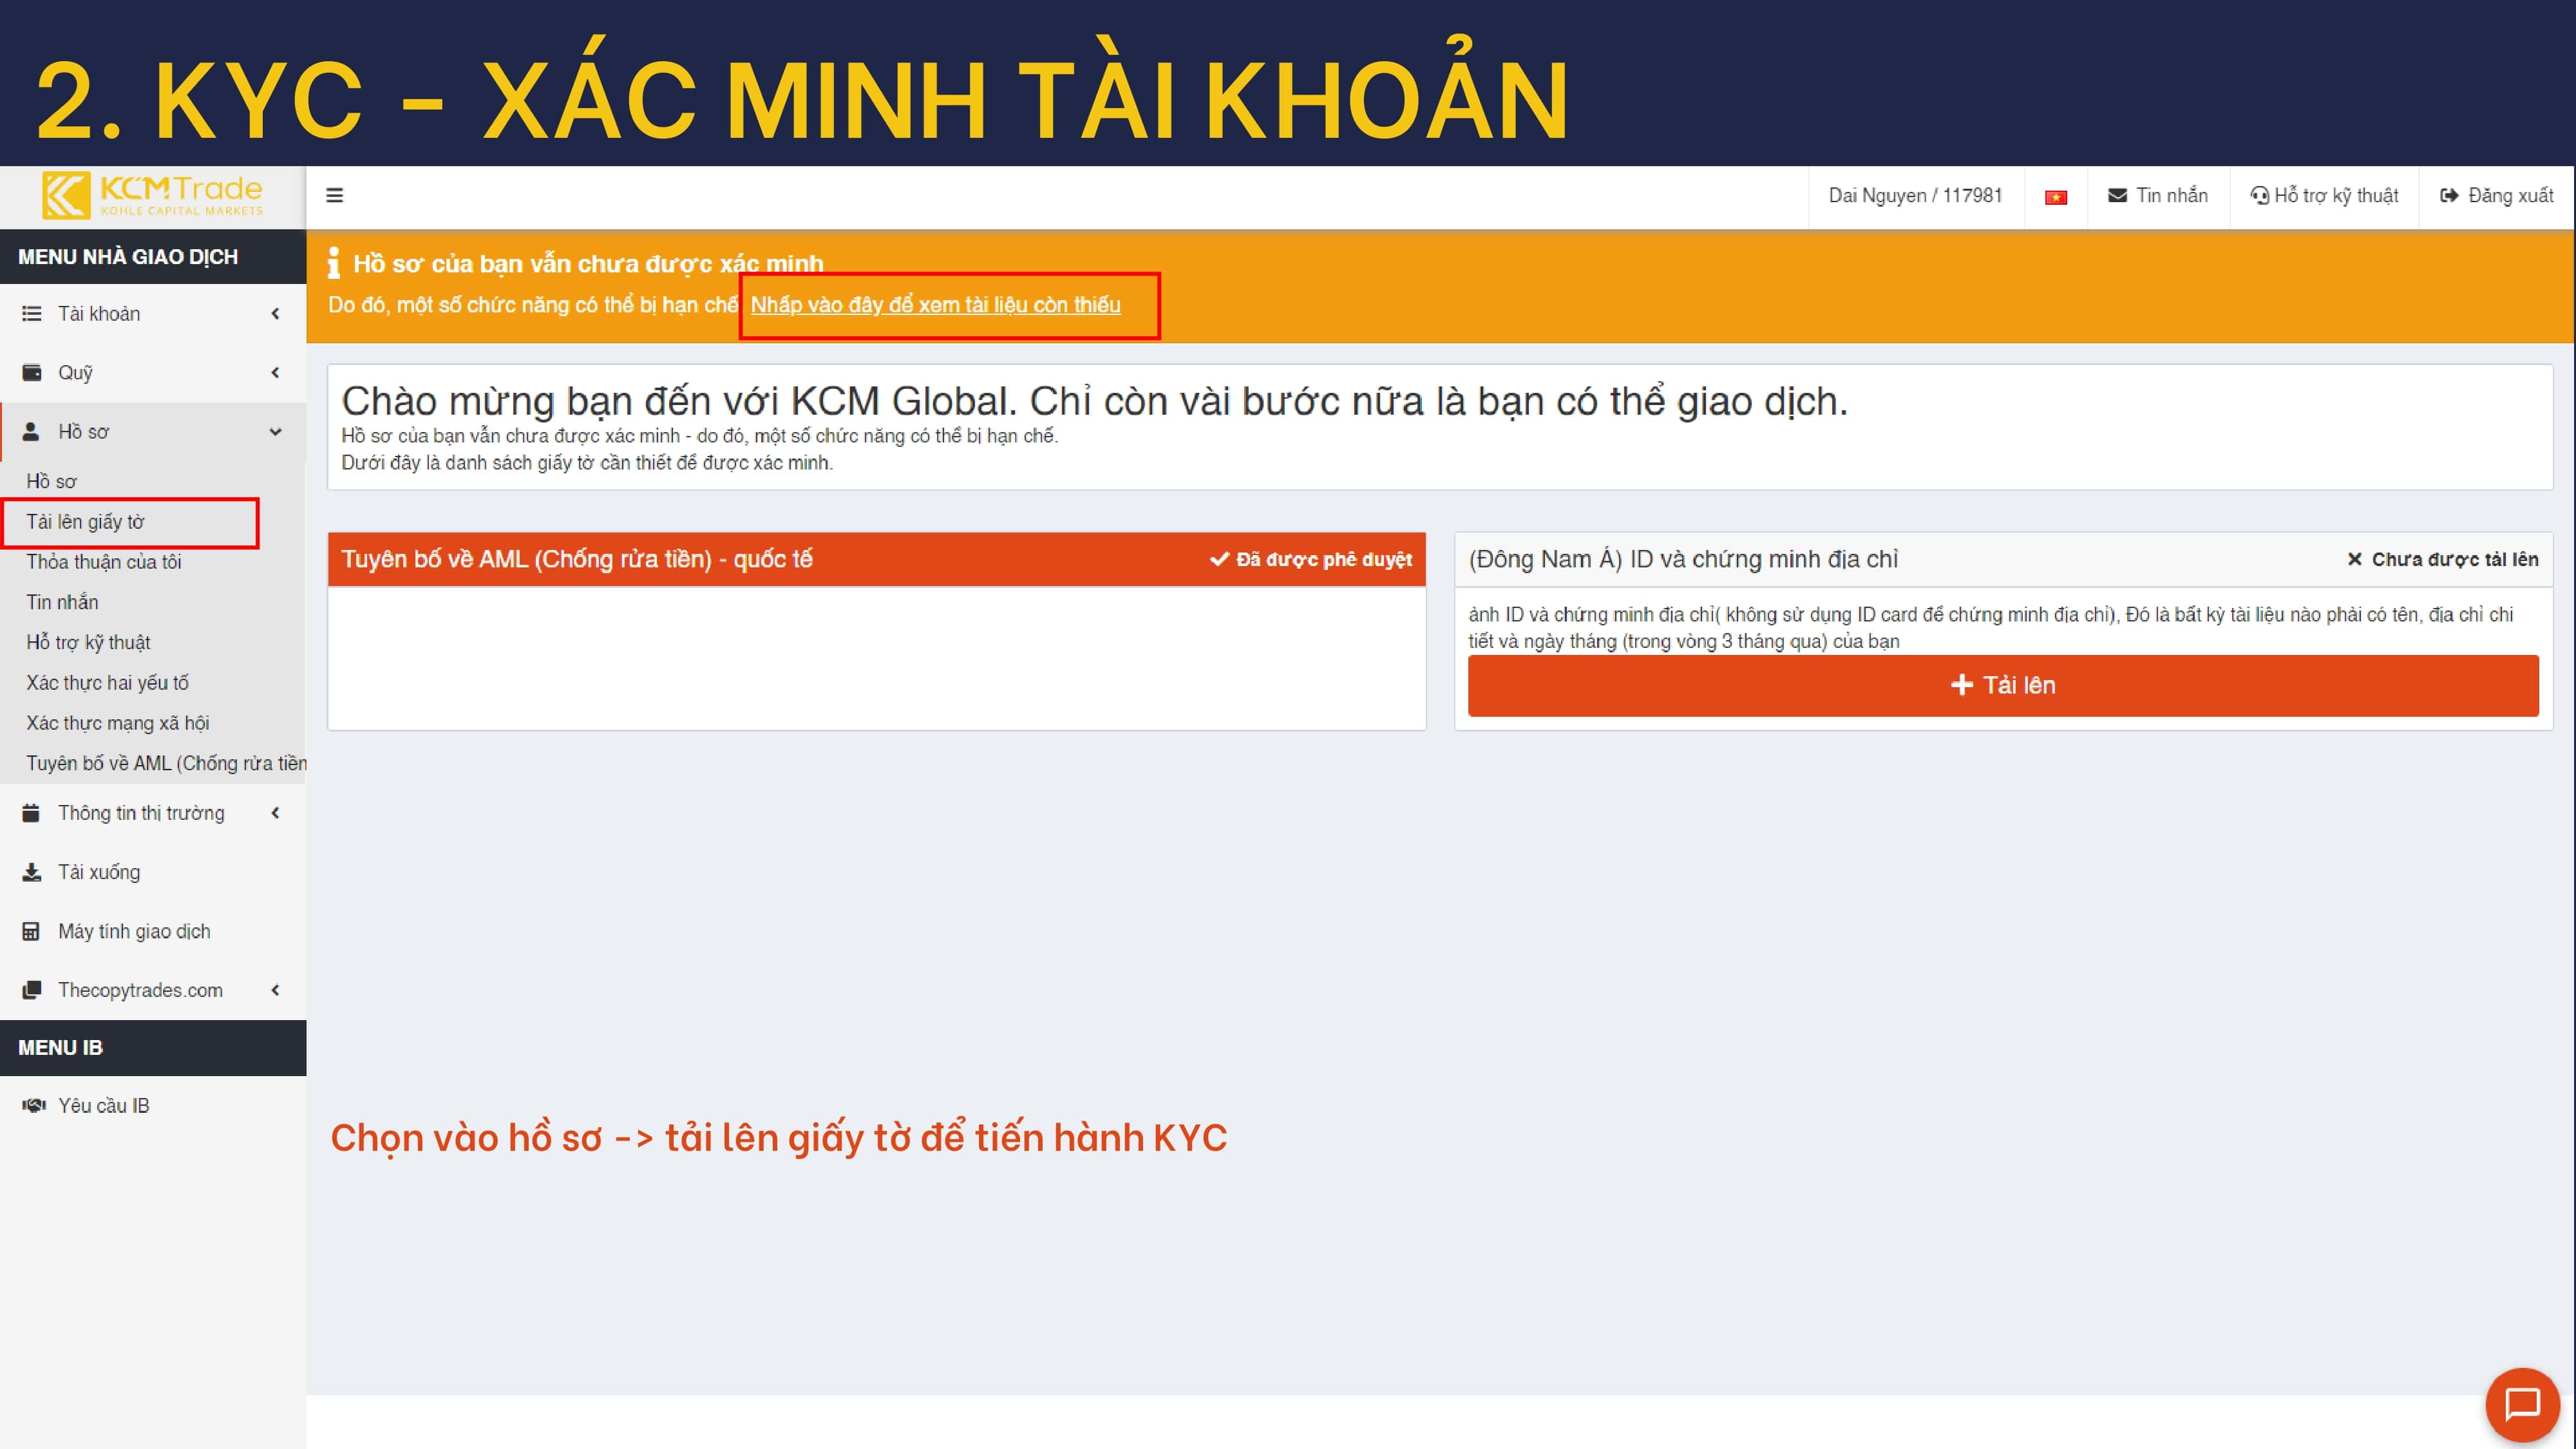 2. KYC - XÁC MINH TÀI KHOẢN
KCMTrade
KOHLE CAPITAL MARKETS
Dai Nguyen / 117981
Tin nhắn
Hỗ trợ kỹ thuật
Đăng xuất
MENU NHÀ GIAO DỊCH
Tài khoản
Quỹ
Hồ sơ
Hồ sơ
Tải lên giấy tờ
Thỏa thuận của tôi
Tin nhắn
Hỗ trợ kỹ thuật
Xác thực hai yếu tố
Xác thực mạng xã hội
Tuyên bố về AML (Chống rửa tiền
Thông tin thị trường
Tải xuống
Máy tính giao dịch
Thecopytrades.com
MENU IB
Yêu cầu IB
Hồ sơ của bạn vẫn chưa được xác minh
Do đó, một số chức năng có thể bị hạn chế Nhấp vào đây để xem tài liệu còn thiếu
Chào mừng bạn đến với KCM Global. Chỉ còn vài bước nữa là bạn có thể giao dịch.
Hồ sơ của bạn vẫn chưa được xác minh - do đó, một số chức năng có thể bị hạn chế.
Dưới đây là danh sách giấy tờ cần thiết để được xác minh.
Tuyên bố về AML (Chống rửa tiền) - quốc tế
Đã được phê duyệt
(Đông Nam Á) ID và chứng minh địa chỉ
Chưa được tải lên
ảnh ID và chứng minh địa chỉ( không sử dụng ID card để chứng minh địa chỉ), Đó là bất kỳ tài liệu nào phải có tên, địa chỉ chi
tiết và ngày tháng (trong vòng 3 tháng qua) của bạn
Tải lên
Chọn vào hồ sơ -> tải lên giấy tờ để tiến hành KYC